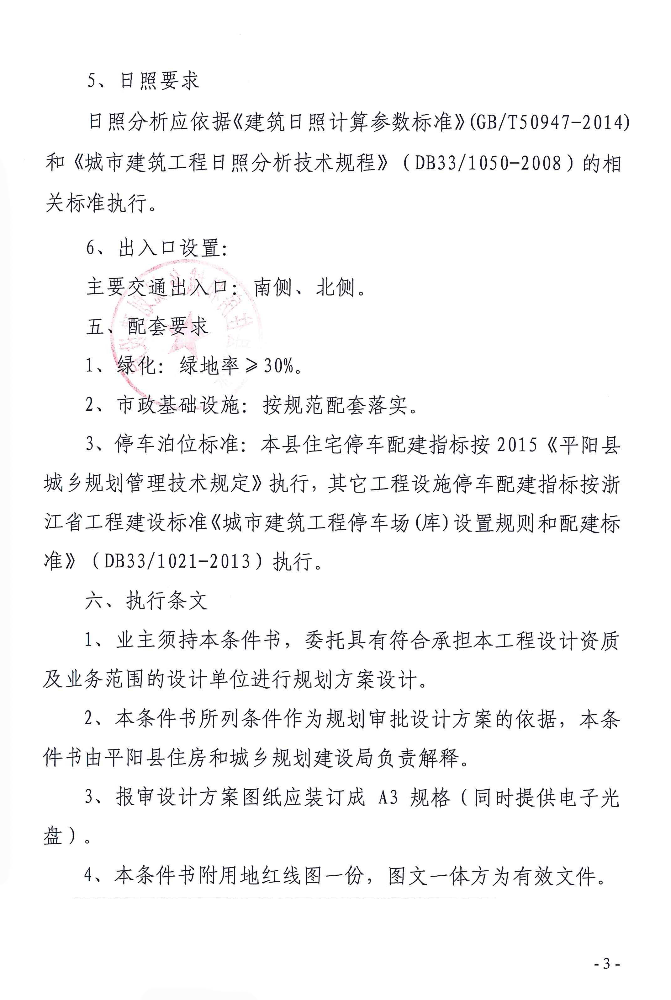 5、日照要求
日照分析应依据《建筑日照计算参数标准》(GB/T50947-2014)
和《城市建筑工程日照分析技术规程》（DB33/1050-2008）的相
关标准执行。
6、出入口设置：
主要交通出入口：南侧、北侧。
五、配套要求
1、绿化：绿地率≥30%。
2、市政基础设施：按规范配套落实。
3、停车泊位标准：本县住宅停车配建指标按 2015《平阳县
城乡规划管理技术规定》执行，其它工程设施停车配建指标按浙
江省工程建设标准《城市建筑工程停车场(库)设置规则和配建标
准》（DB33/1021-2013）执行。
六、执行条文
1、业主须持本条件书，委托具有符合承担本工程设计资质
及业务范围的设计单位进行规划方案设计。
2、本条件书所列条件作为规划审批设计方案的依据，本条
件书由平阳县住房和城乡规划建设局负责解释。
3、报审设计方案图纸应装订成 A3 规格（同时提供电子光
盘）。
4、本条件书附用地红线图一份，图文一体方为有效文件。
- 3 -